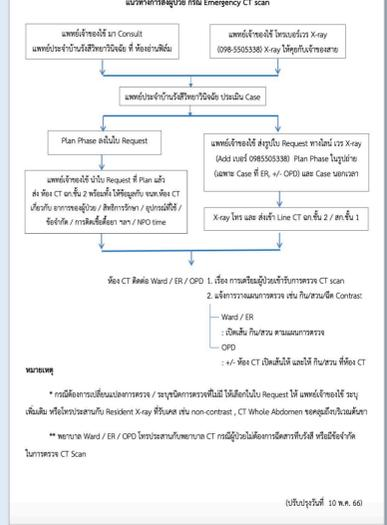 แนวทางการส่งผู้ป่วย กรณี Emergency CT scan
แพทย์เจ้าของไข้ มา Consult
แพทย์ประจำบ้านรังสีวิทยาวินิจฉัย ที่ ห้องอ่านฟิล์ม
แพทย์เจ้าของไข้ โทรเบอร์เวร X-ray
(098-5505338) X-ray ให้คุยกับเจ้าของสาย
แพทย์ประจำบ้านรังสีวิทยาวินิจฉัย ประเมิน Case
Plan Phase ลงในใบ Request
แพทย์เจ้าของไข้ นำใบ Request ที่ Plan แล้ว
ส่ง ห้อง CT ฉก.ชั้น 2 พร้อมทั้ง ให้ข้อมูลกับ จนท.ห้อง CT
เกี่ยวกับ อาการของผู้ป่วย / สิทธิการรักษา / อุปกรณ์ที่ใช้ /
ข้อจำกัด / การติดเชื้อดื้อยา ฯลฯ / NPO time
แพทย์เจ้าของไข้ ส่งรูปใบ Request ทางไลน์ เวร X-ray
(Add เบอร์ 0985505338) Plan Phase ในรูปถ่าย
(เฉพาะ Case ที่ ER, +/- OPD) และ Case นอกเวลา
X-ray โทร และ ส่งเข้า Line CT ฉก.ชั้น 2 / สก.ชั้น 1
ห้อง CT ติดต่อ Ward / ER / OPD 1. เรื่อง การเตรียมผู้ป่วยเข้ารับการตรวจ CT scan
2. แจ้งการวางแผนการตรวจ เช่น กิน/สวน/ฉีด Contrast
Ward / ER
: เปิดเส้น กิน/สวน ตามแผนการตรวจ
OPD
: +/- ห้อง CT เปิดเส้นให้ และให้ กิน/สวน ที่ห้อง CT
หมายเหตุ
* กรณีต้องการเปลี่ยนแปลงการตรวจ / ระบุชนิดการตรวจที่ไม่มี ให้เลือกในใบ Request ให้ แพทย์เจ้าของไข้ ระบุ
เพิ่มเติม หรือโทรประสานกับ Resident X-ray ที่รับเคส เช่น non-contrast , CT Whole Abdomen ขอคลุมถึงบริเวณต้นขา
** พยาบาล Ward / ER / OPD โทรประสานกับพยาบาล CT กรณีผู้ป่วยไม่ต้องการฉีดสารทึบรังสี หรือมีข้อจำกัด
ในการตรวจ CT Scan
(ปรับปรุงวันที่ 10 พ.ค. 66)